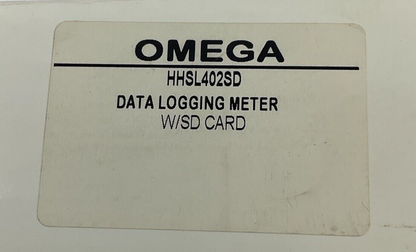 OMEGA
HHSL402SD
DATA LOGGING METER
W/SD CARD